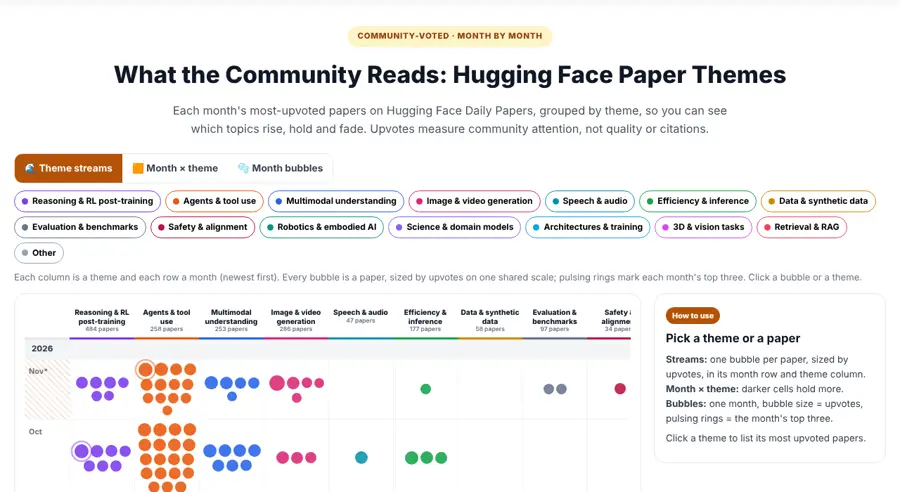 COMMUNITY-VOTED · MONTH BY MONTH
What the Community Reads: Hugging Face Paper Themes
Each month's most-upvoted papers on Hugging Face Daily Papers, grouped by theme, so you can see
which topics rise, hold and fade. Upvotes measure community attention, not quality or citations.
Theme streams
Month × theme
Month bubbles
Reasoning & RL post-training
Agents & tool use
Multimodal understanding
Image & video generation
Speech & audio
Efficiency & inference
Data & synthetic data
Evaluation & benchmarks
Safety & alignment
Robotics & embodied AI
Science & domain models
Architectures & training
3D & vision tasks
Retrieval & RAG
Other
Each column is a theme and each row a month (newest first). Every bubble is a paper, sized by upvotes on one shared scale; pulsing rings mark each month's top three. Click a bubble or a theme.
Reasoning & RL
post-training
484 papers
Agents & tool
use
258 papers
Multimodal
understanding
253 papers
Image & video
generation
286 papers
Speech & audio
47 papers
Efficiency &
inference
177 papers
Data & synthetic
data
58 papers
Evaluation &
benchmarks
97 papers
Safety &
alignme
34 paper
2026
Nov*
Oct
How to use
Pick a theme or a paper
Streams: one bubble per paper, sized by
upvotes, in its month row and theme column.
Month × theme: darker cells hold more.
Bubbles: one month, bubble size = upvotes,
pulsing rings = the month's top three.
Click a theme to list its most upvoted papers.